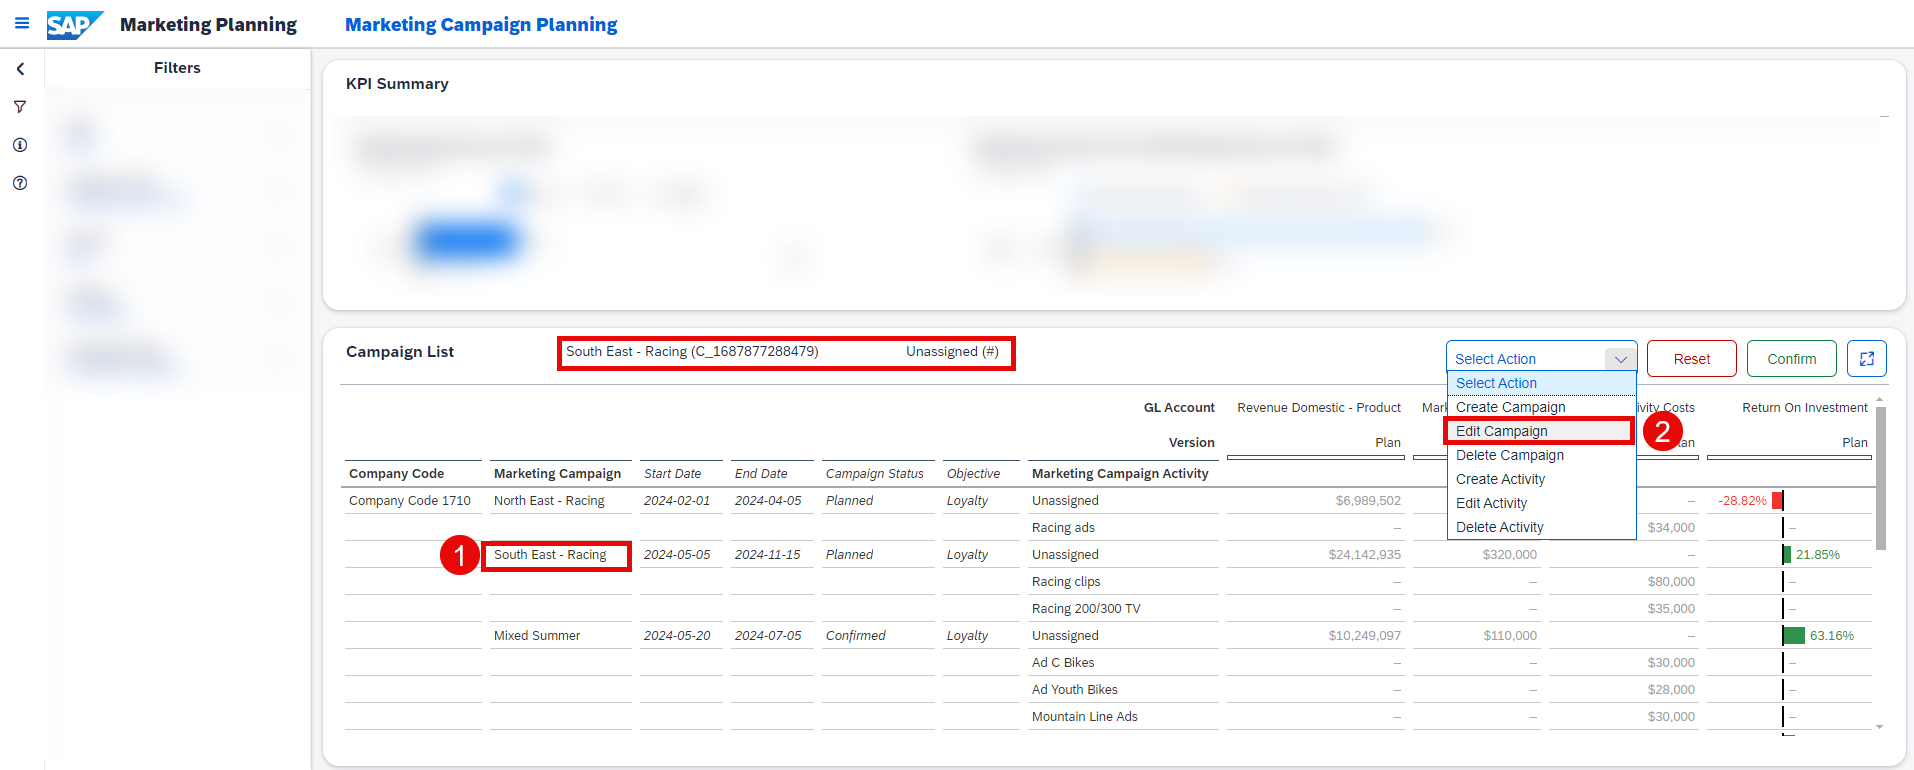 SAP Marketing Planning Marketing Campaign Planning
Filters
KPI Summary
Campaign List South East - Racing (C_1687877288479) Unassigned (#) Select Action Reset Confirm
Select Action
Create Campaign
Edit Campaign
Delete Campaign
Create Activity
Edit Activity
Delete Activity
2
GL Account Revenue Domestic - Product Costs Return On Investment
Version Plan Plan
Company Code Marketing Campaign Start Date End Date Campaign Status Objective Marketing Campaign Activity
Company Code 1710 North East - Racing 2024-02-01 2024-04-05 Planned Loyalty Unassigned $6,989,502 – -28.82%
Racing ads – $34,000 –
1 South East - Racing 2024-05-05 2024-11-15 Planned Loyalty Unassigned $24,142,935 $320,000 – 21.85%
Racing clips – – $80,000 –
Racing 200/300 TV – – $35,000 –
Mixed Summer 2024-05-20 2024-07-05 Confirmed Loyalty Unassigned $10,249,097 $110,000 – 63.16%
Ad C Bikes – – $30,000 –
Ad Youth Bikes – – $28,000 –
Mountain Line Ads – – $30,000 –